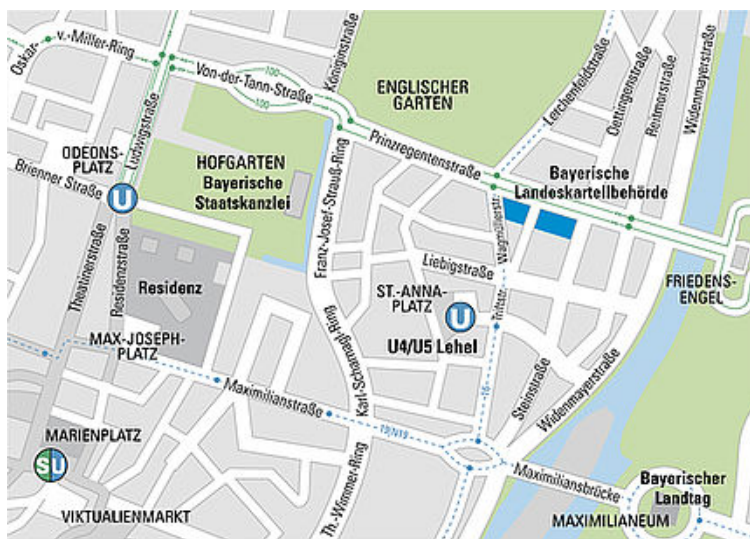 Oskar-
v.-Miller-Ring
Von-der-Tann-Straße
100
100
Königinstraße
ENGLISCHER
GARTEN
Lerchenfeldstraße
Oettingenstraße
Reitmorstraße
Widenmayerstraße
Ludwigstraße
ODEONS-
PLATZ
Brienner Straße
U
HOFGARTEN
Bayerische
Staatskanzlei
Prinzregentenstraße
Bayerische
Landeskartellbehörde
Franz-Josef-Strauß-Ring
Wagmüllerstr.
Theatinerstraße
Residenzstraße
Residenz
Liebigstraße
FRIEDENS-
ENGEL
ST.-ANNA-
PLATZ
U
U4/U5 Lehel
Triftstr.
MAX-JOSEPH-
PLATZ
Karl-Scharnagl-Ring
Maximilianstraße
16
Steinstraße
Widenmayerstraße
19/N19
MARIENPLATZ
SU
Maximiliansbrücke
Bayerischer
Landtag
Th.-Wimmer-Ring
VIKTUALIENMARKT
MAXIMILIANEUM